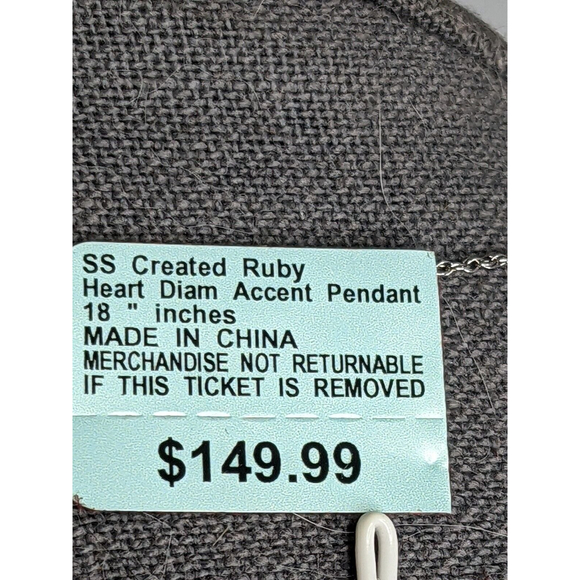 SS Created Ruby
Heart Diam Accent Pendant
18 " inches
MADE IN CHINA
MERCHANDISE NOT RETURNABLE
IF THIS TICKET IS REMOVED
$149.99